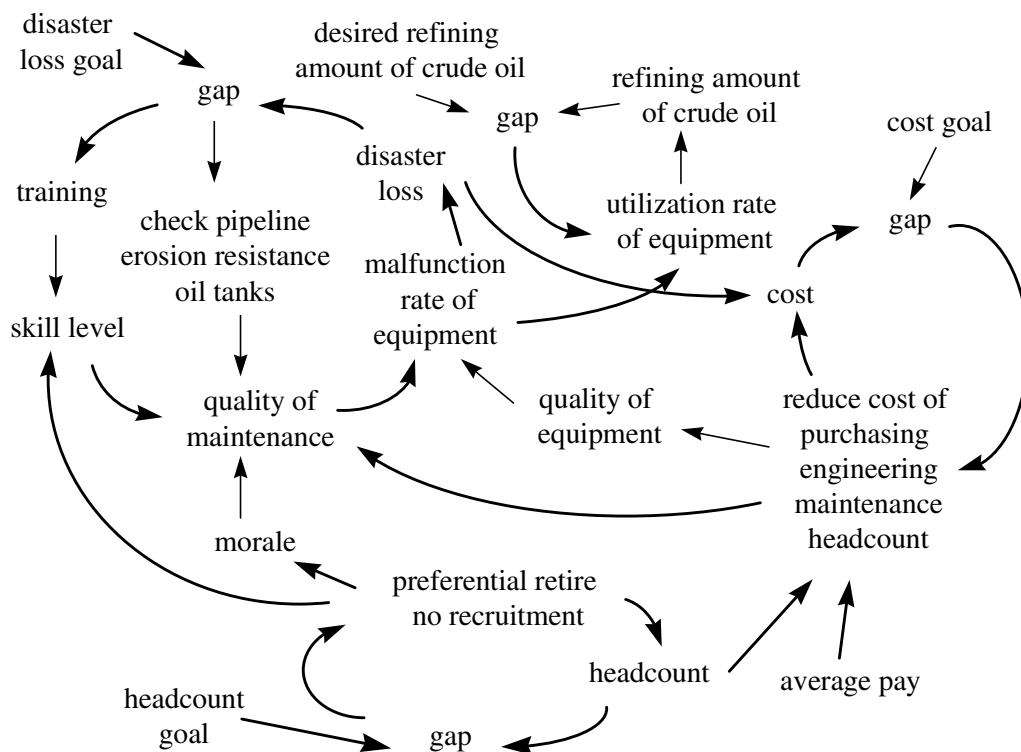 disaster
loss goal
gap
desired refining
amount of crude oil
gap
refining amount
of crude oil
cost goal
gap
training
disaster
loss
check pipeline
erosion resistance
oil tanks
utilization rate
of equipment
malfunction
rate of
equipment
cost
skill level
quality of
maintenance
quality of
equipment
reduce cost of
purchasing
engineering
maintenance
headcount
morale
preferential retire
no recruitment
headcount
average pay
headcount
goal
gap